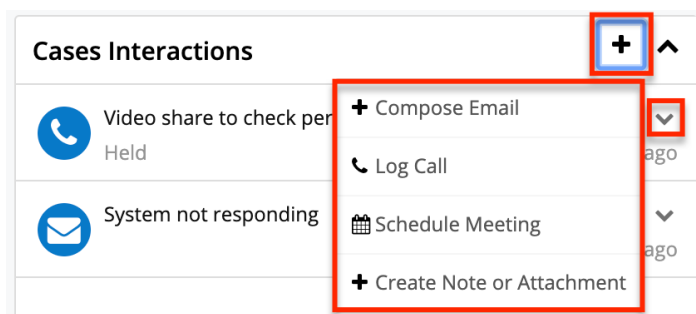 Cases Interactions
Video share to check per
Held
ago
System not responding
ago
Compose Email
Log Call
Schedule Meeting
Create Note or Attachment